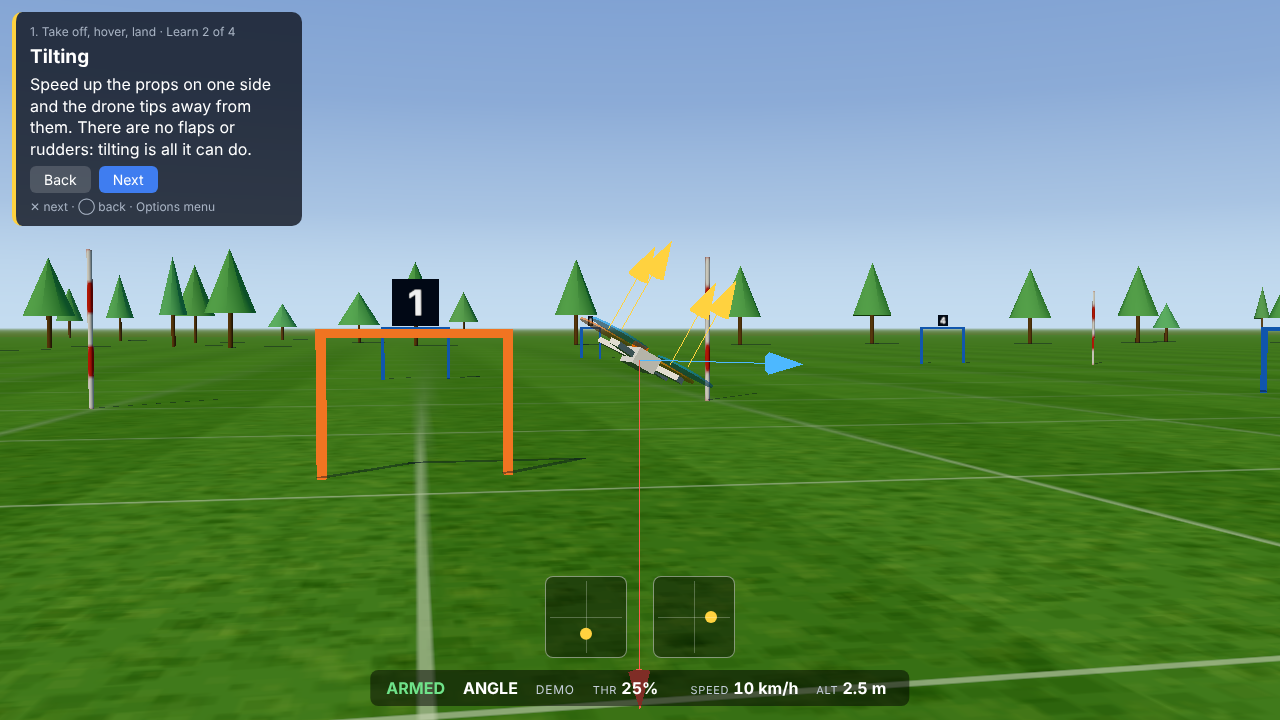 1. Take off, hover, land · Learn 2 of 4
Tilting
Speed up the props on one side
and the drone tips away from
them. There are no flaps or
rudders: tilting is all it can do.
Back Next
✕ next · ◯ back · Options menu
1
4
ARMED ANGLE DEMO THR 25% SPEED 10 km/h ALT 2.5 m